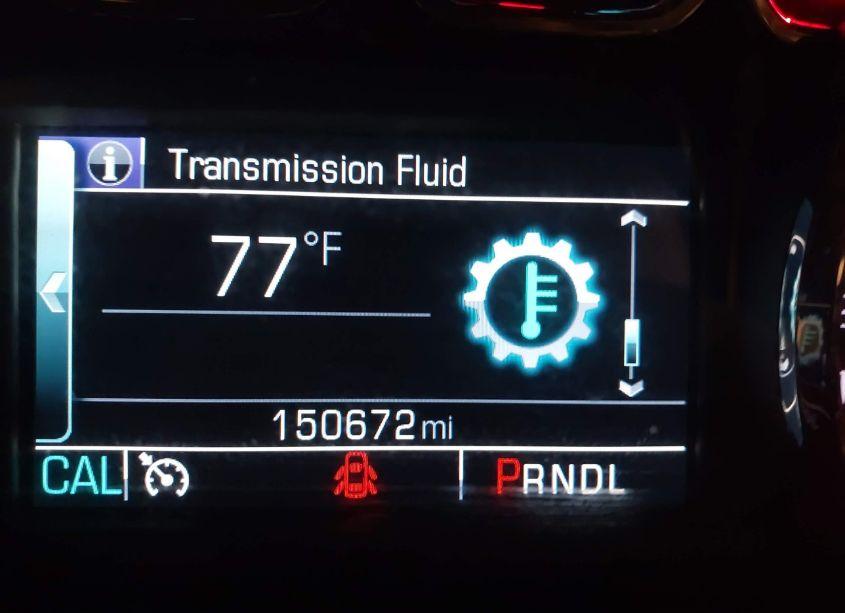 i Transmission Fluid
77°F
150672 mi
CAL PRNDL